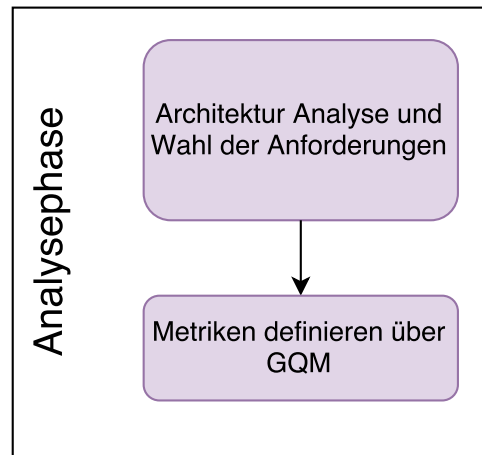 Analysephase
Architektur Analyse und
Wahl der Anforderungen
Metriken definieren über
GQM